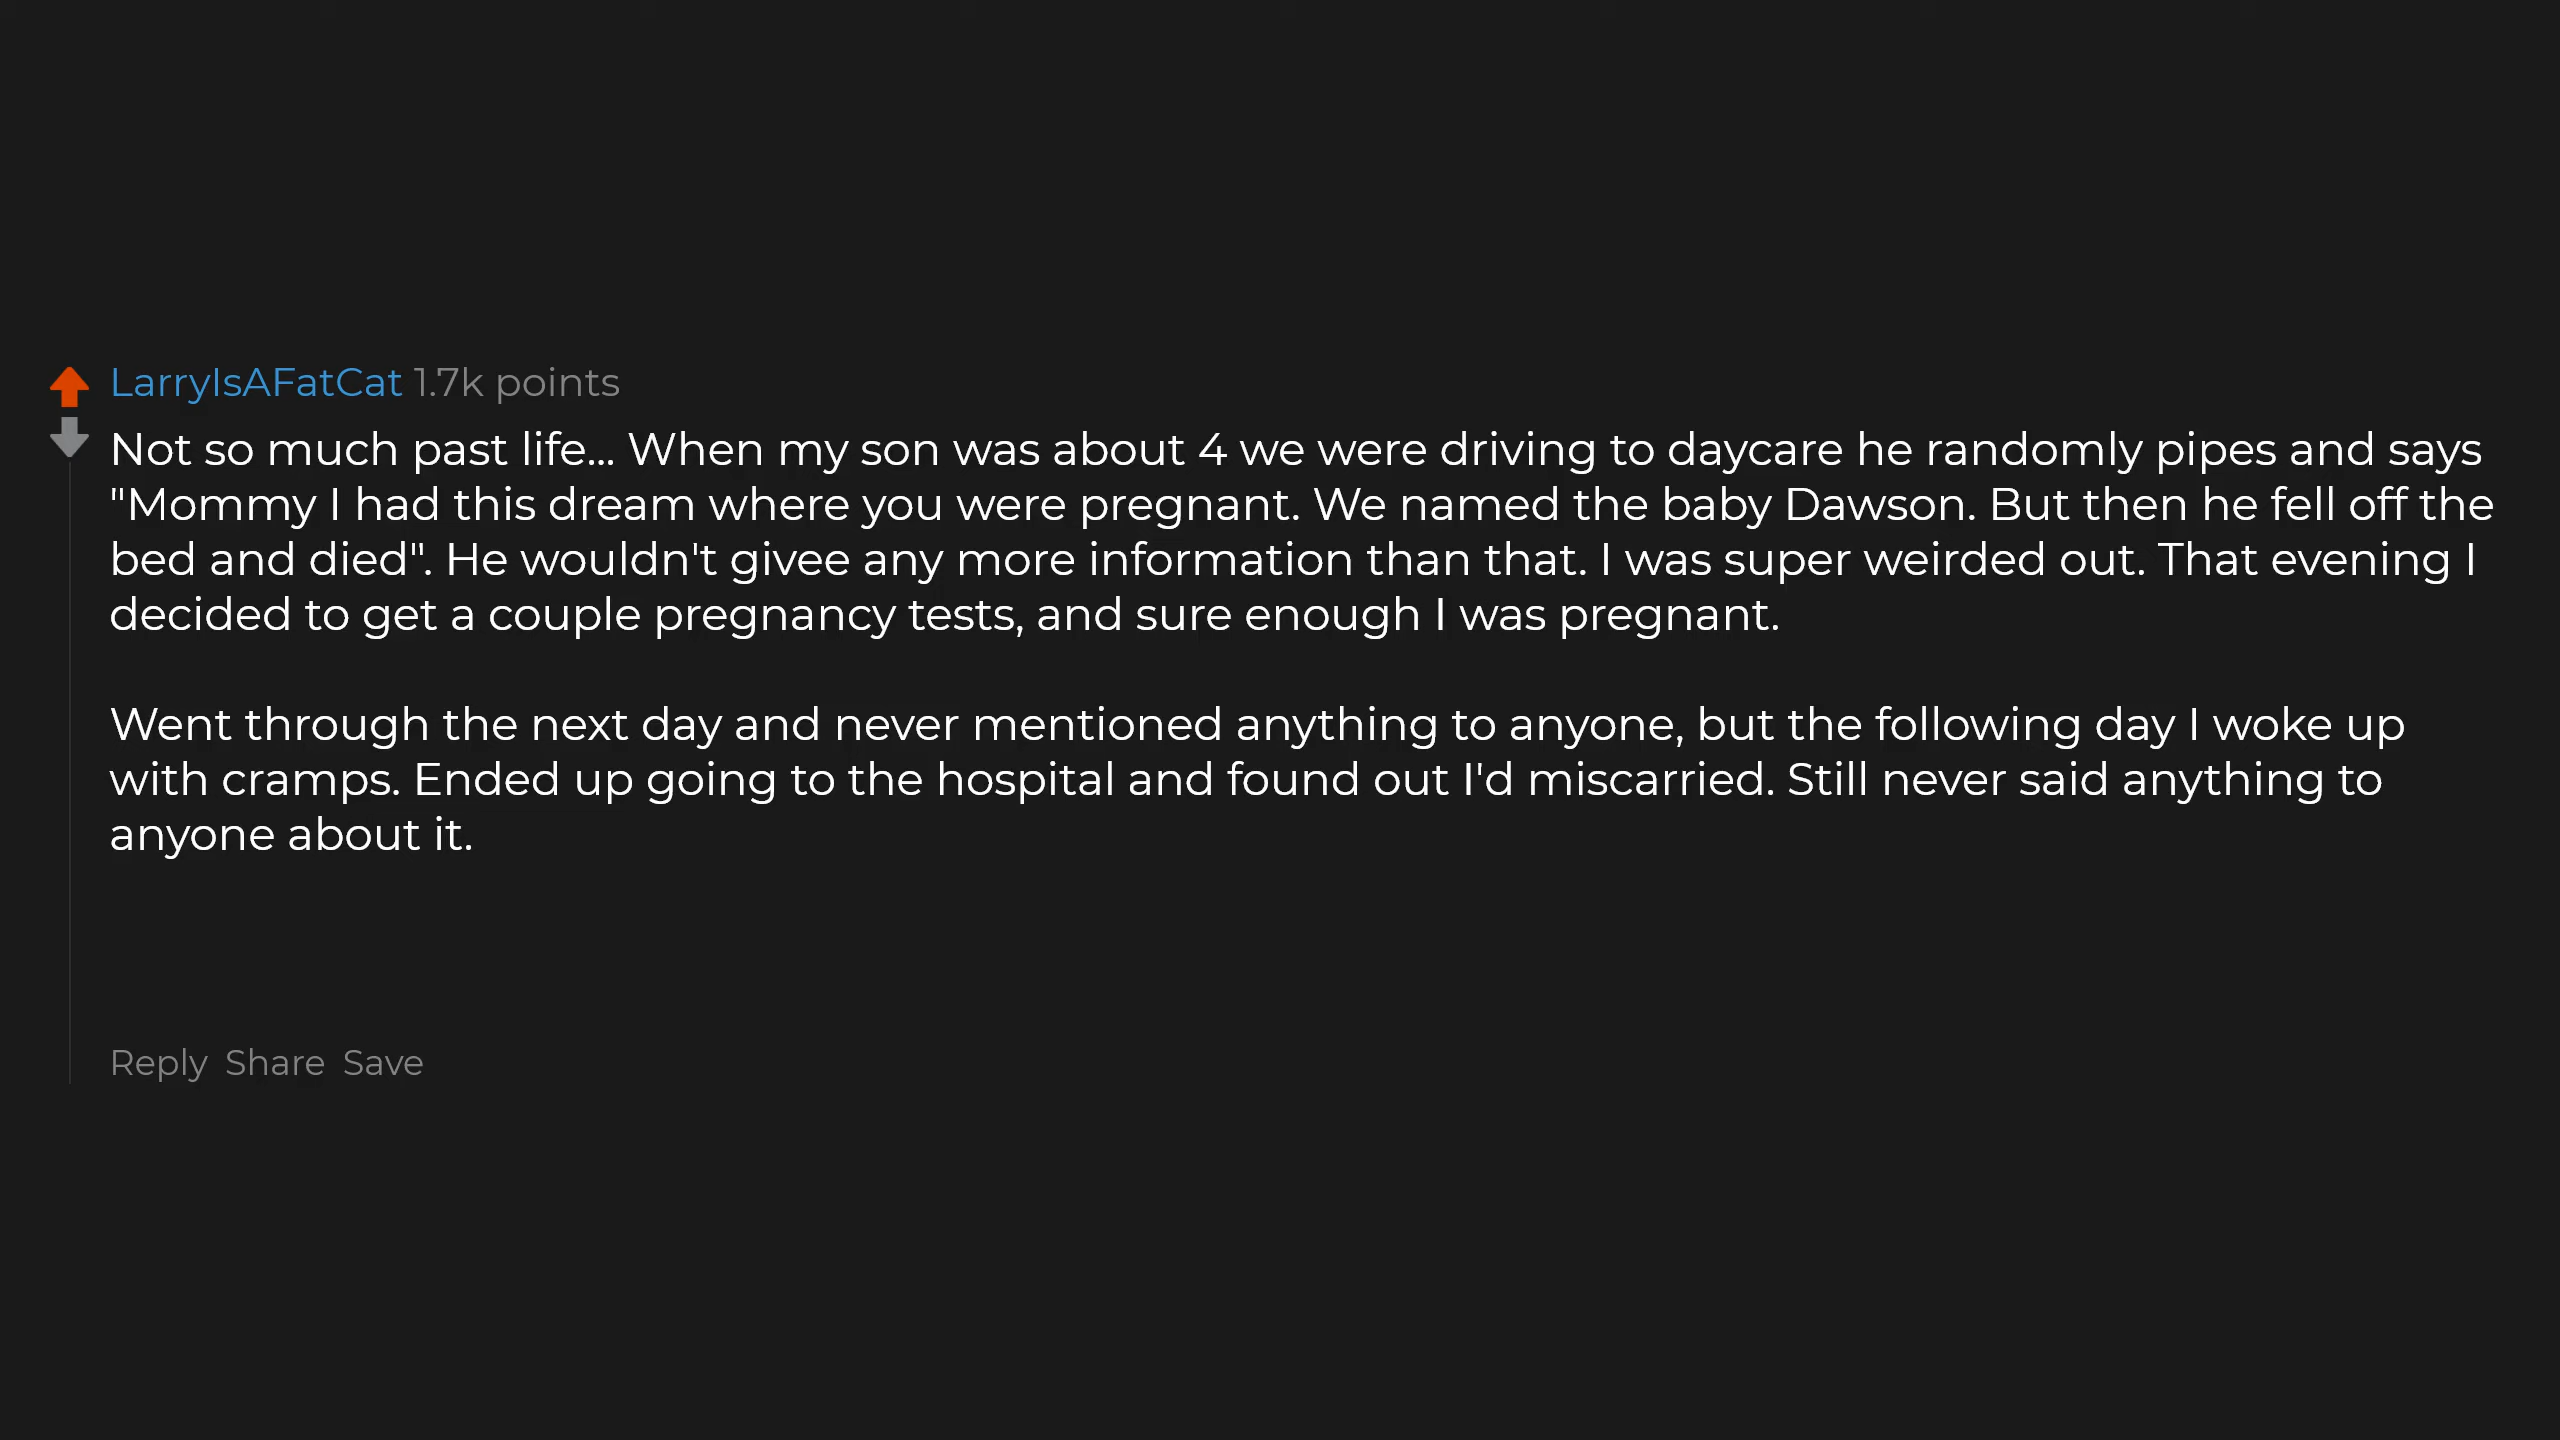 LarryIsAFatCat 1.7k points
Not so much past life... When my son was about 4 we were driving to daycare he randomly pipes and says
"Mommy I had this dream where you were pregnant. We named the baby Dawson. But then he fell off the
bed and died". He wouldn't givee any more information than that. I was super weirded out. That evening I
decided to get a couple pregnancy tests, and sure enough I was pregnant.
Went through the next day and never mentioned anything to anyone, but the following day I woke up
with cramps. Ended up going to the hospital and found out I'd miscarried. Still never said anything to
anyone about it.
Reply Share Save